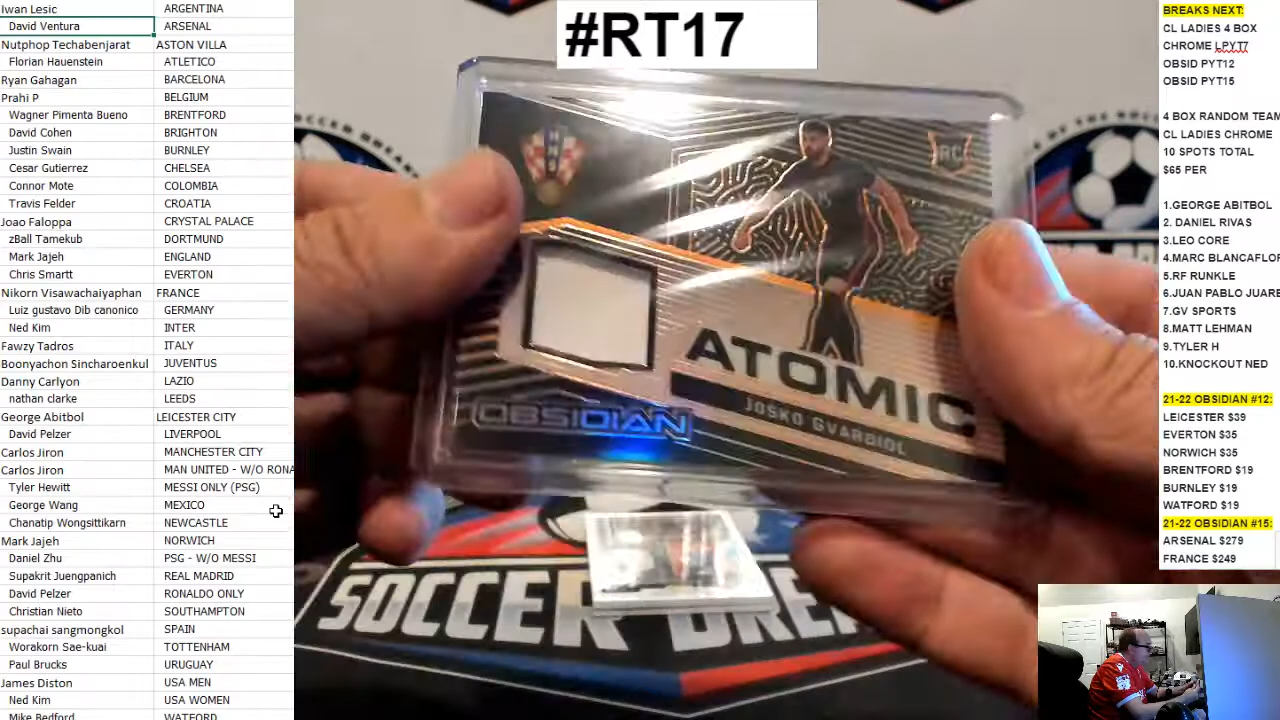 #RT17
Iwan Lesic ARGENTINA
David Ventura ARSENAL
Nutphop Techabenjarat ASTON VILLA
Florian Hauenstein ATLETICO
Ryan Gahagan BARCELONA
Prahi P BELGIUM
Wagner Pimenta Bueno BRENTFORD
David Cohen BRIGHTON
Justin Swain BURNLEY
Cesar Gutierrez CHELSEA
Connor Mote COLOMBIA
Travis Felder CROATIA
Joao Faloppa CRYSTAL PALACE
zBall Tamekub DORTMUND
Mark Jajeh ENGLAND
Chris Smartt EVERTON
Nikorn Visawachaiyaphan FRANCE
Luiz gustavo Dib canonico GERMANY
Ned Kim INTER
Fawzy Tadros ITALY
Boonyachon Sincharoenkul JUVENTUS
Danny Carlyon LAZIO
nathan clarke LEEDS
George Abitbol LEICESTER CITY
David Pelzer LIVERPOOL
Carlos Jiron MANCHESTER CITY
Carlos Jiron MAN UNITED - W/O RONA
Tyler Hewitt MESSI ONLY (PSG)
George Wang MEXICO
Chanatip Wongsittikarn NEWCASTLE
Mark Jajeh NORWICH
Daniel Zhu PSG - W/O MESSI
Supakrit Juengpanich REAL MADRID
David Pelzer RONALDO ONLY
Christian Nieto SOUTHAMPTON
supachai sangmongkol SPAIN
Worakorn Sae-kuai TOTTENHAM
Paul Brucks URUGUAY
James Diston USA MEN
Ned Kim USA WOMEN
Mike Bedford WATFORD
RC
ATOMIC
JOŠKO GVARDIOL
OBSIDIAN
SOCCER BREA
BREAKS NEXT:
CL LADIES 4 BOX
CHROME LPYT7
OBSID PYT12
OBSID PYT15
4 BOX RANDOM TEAM
CL LADIES CHROME
10 SPOTS TOTAL
$65 PER
1.GEORGE ABITBOL
2. DANIEL RIVAS
3.LEO CORE
4.MARC BLANCAFLOR
5.RF RUNKLE
6.JUAN PABLO JUARE
7.GV SPORTS
8.MATT LEHMAN
9.TYLER H
10.KNOCKOUT NED
21-22 OBSIDIAN #12:
LEICESTER $39
EVERTON $35
NORWICH $35
BRENTFORD $19
BURNLEY $19
WATFORD $19
21-22 OBSIDIAN #15:
ARSENAL $279
FRANCE $249